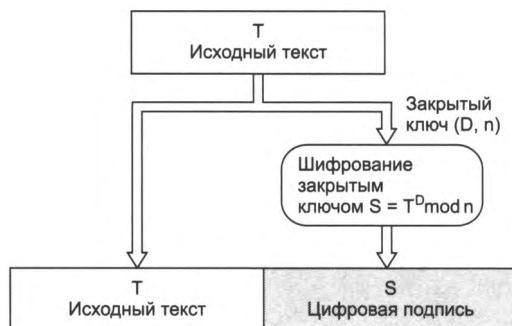 T
Исходный текст
Закрытый
ключ (D, n)
Шифрование
закрытым
ключом S = T^D mod n
T
Исходный текст
S
Цифровая подпись